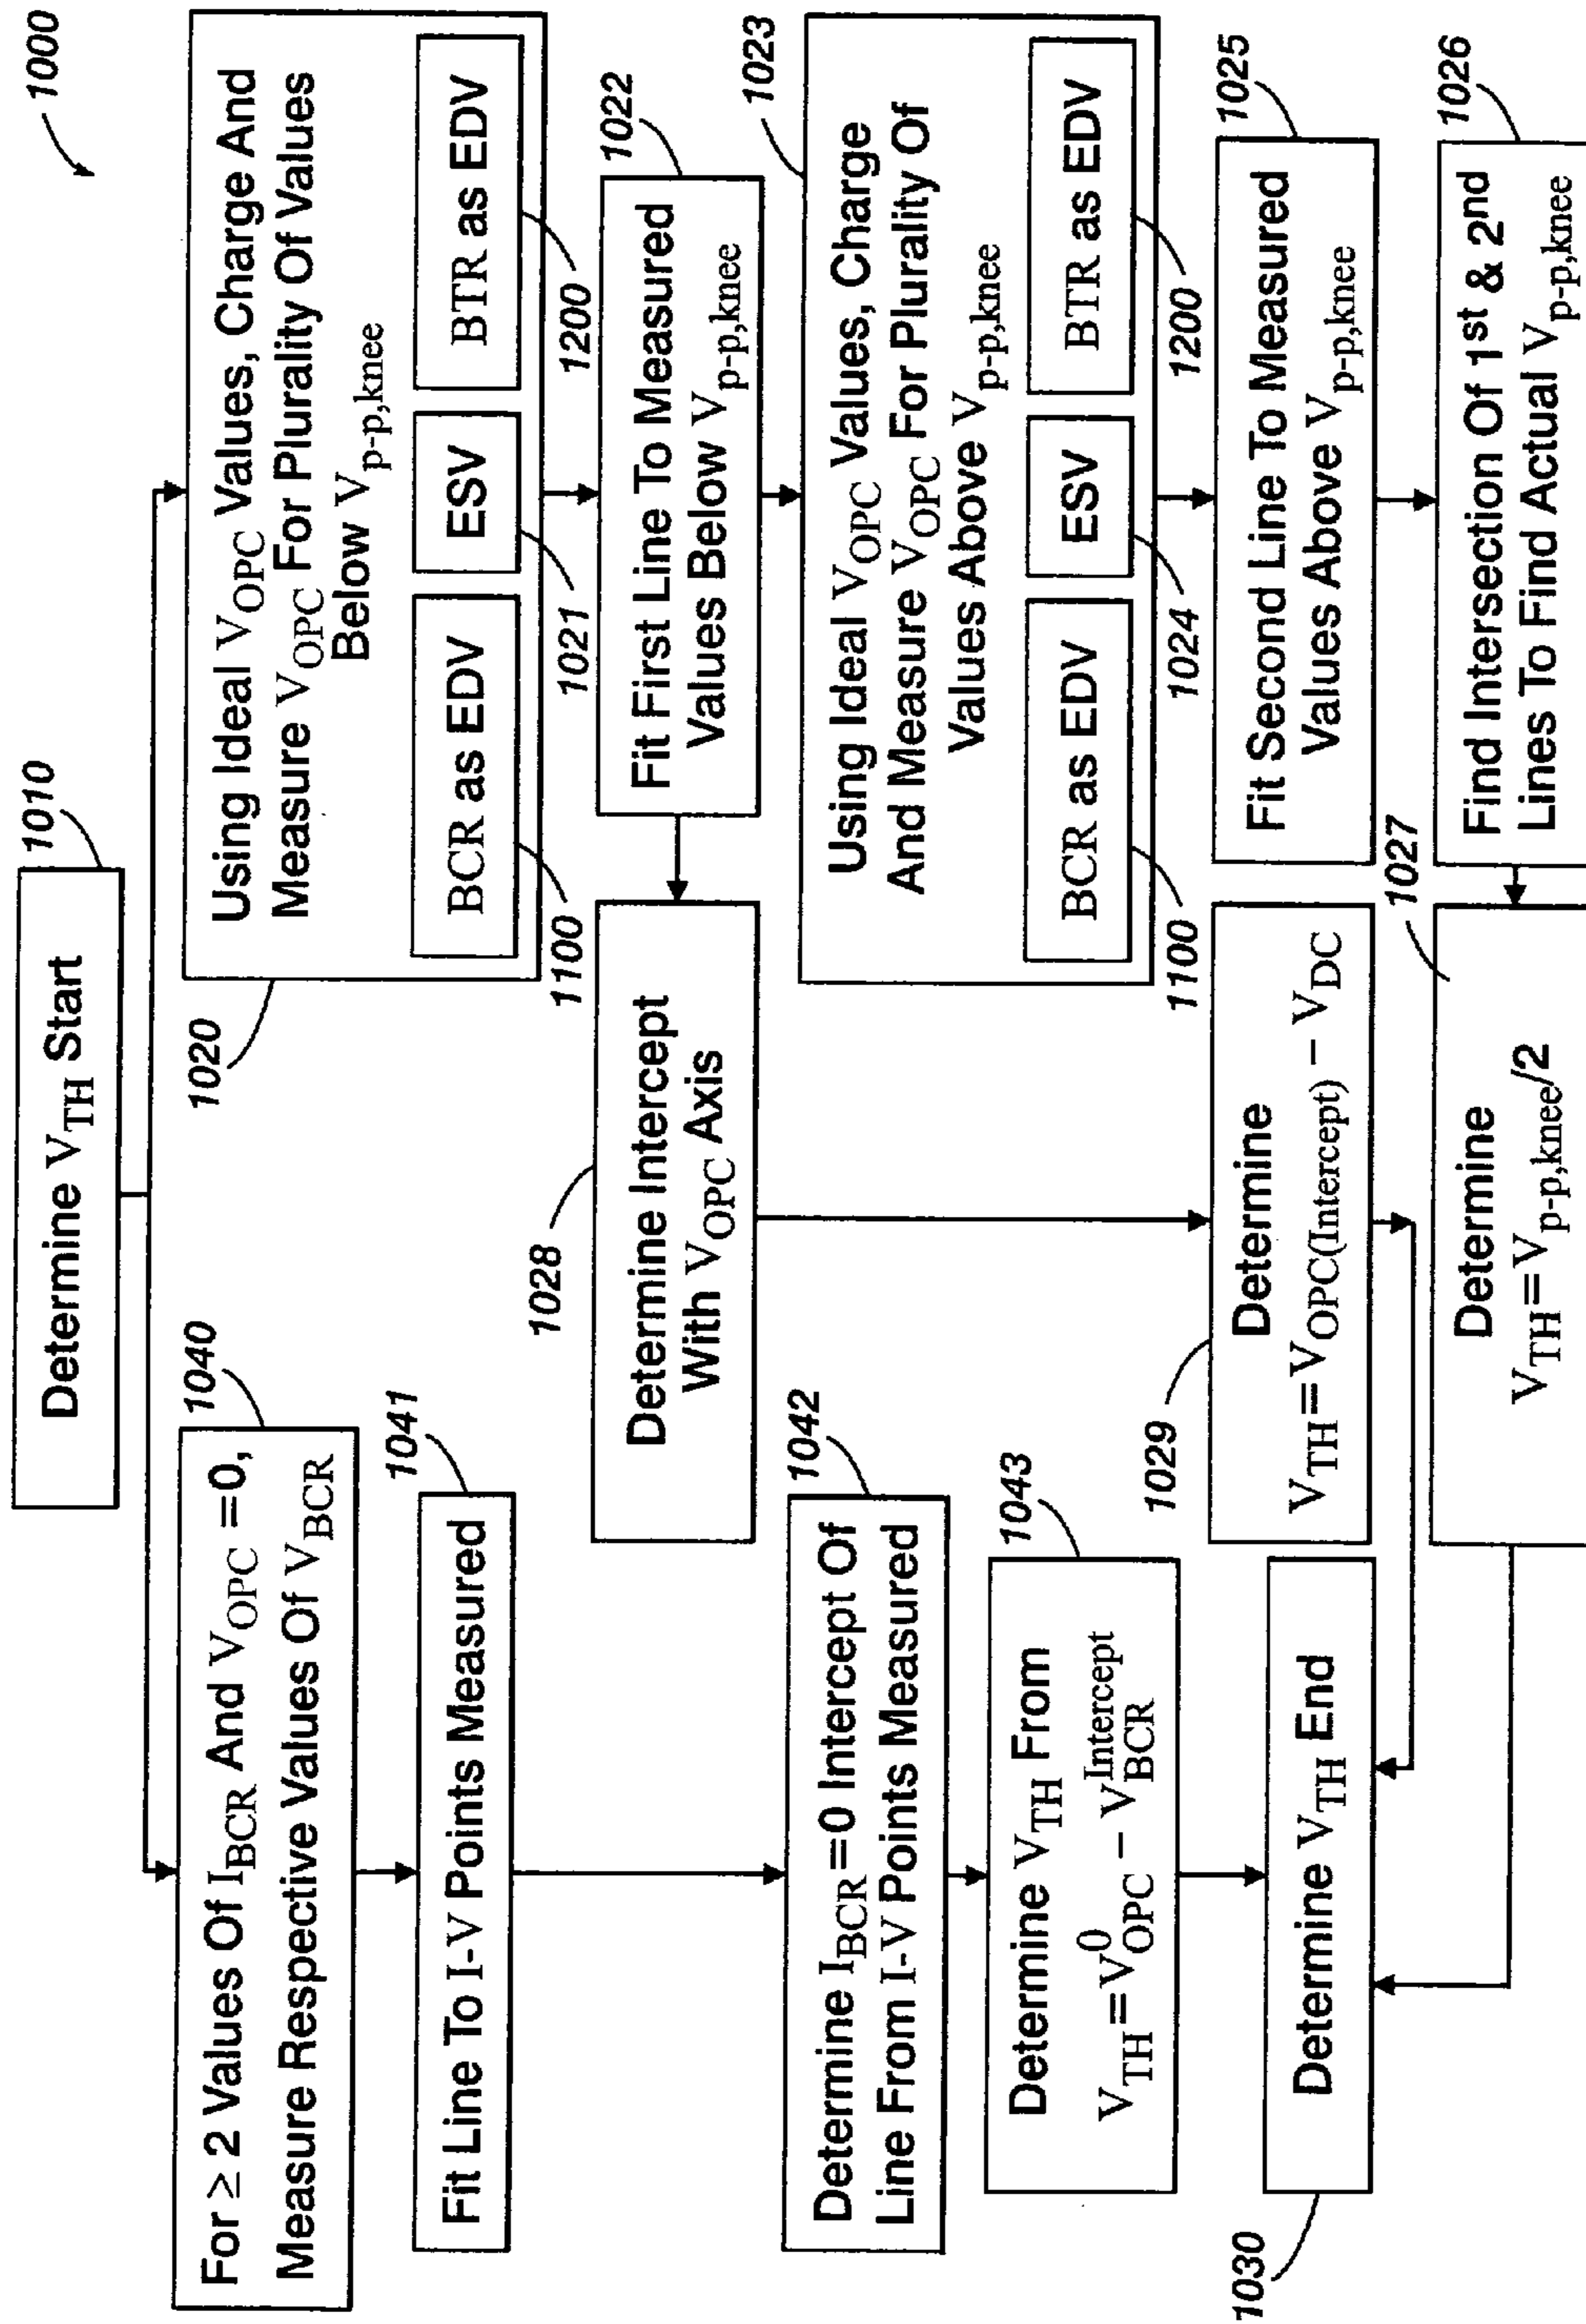 1000
Determine V_TH Start
1010
For ≥ 2 Values Of I_BCR And V_OPC =0,
Measure Respective Values Of V_BCR
1040
Fit Line To I-V Points Measured
1041
Determine I_BCR=0 Intercept Of
Line From I-V Points Measured
1042
Determine V_TH From
V_TH=V^0_OPC − V^Intercept_BCR
1043
Determine V_TH End
1030
Using Ideal V_OPC Values, Charge And
Measure V_OPC For Plurality Of Values
Below V_p-p,knee
1020
BCR as EDV
1100
ESV
1021
BTR as EDV
1200
Fit First Line To Measured
Values Below V_p-p,knee
1022
Determine Intercept
With V_OPC Axis
1028
Determine
V_TH=V_OPC(Intercept) − V_DC
1029
Using Ideal V_OPC Values, Charge
And Measure V_OPC For Plurality Of
Values Above V_p-p,knee
1023
BCR as EDV
1100
ESV
1024
BTR as EDV
1200
Fit Second Line To Measured
Values Above V_p-p,knee
1025
Find Intersection Of 1st & 2nd
Lines To Find Actual V_p-p,knee
1026
Determine
V_TH=V_p-p,knee/2
1027